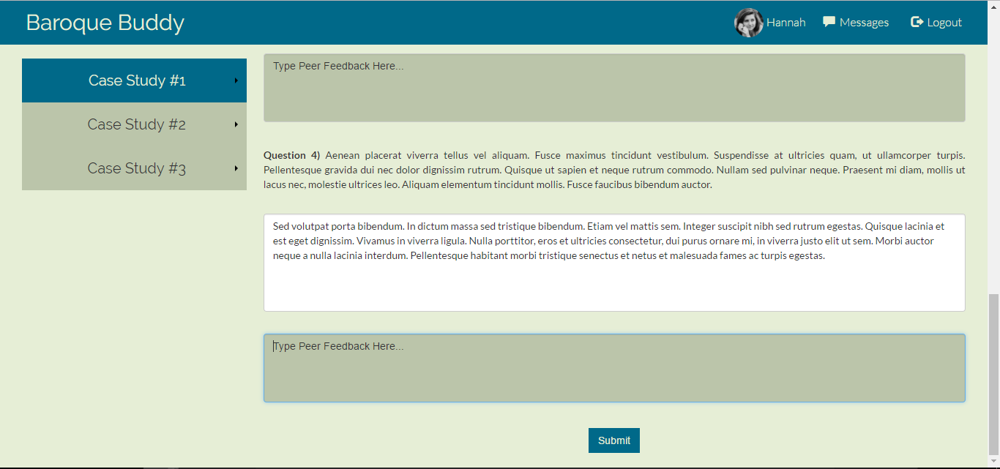 Baroque Buddy
Hannah
Messages
Logout
Case Study #1
Case Study #2
Case Study #3
Type Peer Feedback Here...
Question 4) Aenean placerat viverra tellus vel aliquam. Fusce maximus tincidunt vestibulum. Suspendisse at ultricies quam, ut ullamcorper turpis.
Pellentesque gravida dui nec dolor dignissim rutrum. Quisque ut sapien et neque rutrum commodo. Nullam sed pulvinar neque. Praesent mi diam, mollis ut
lacus nec, molestie ultrices leo. Aliquam elementum tincidunt mollis. Fusce faucibus bibendum auctor.
Sed volutpat porta bibendum. In dictum massa sed tristique bibendum. Etiam vel mattis sem. Integer suscipit nibh sed rutrum egestas. Quisque lacinia et
est eget dignissim. Vivamus in viverra ligula. Nulla porttitor, eros et ultricies consectetur, dui purus ornare mi, in viverra justo elit ut sem. Morbi auctor
neque a nulla lacinia interdum. Pellentesque habitant morbi tristique senectus et netus et malesuada fames ac turpis egestas.
Type Peer Feedback Here...
Submit